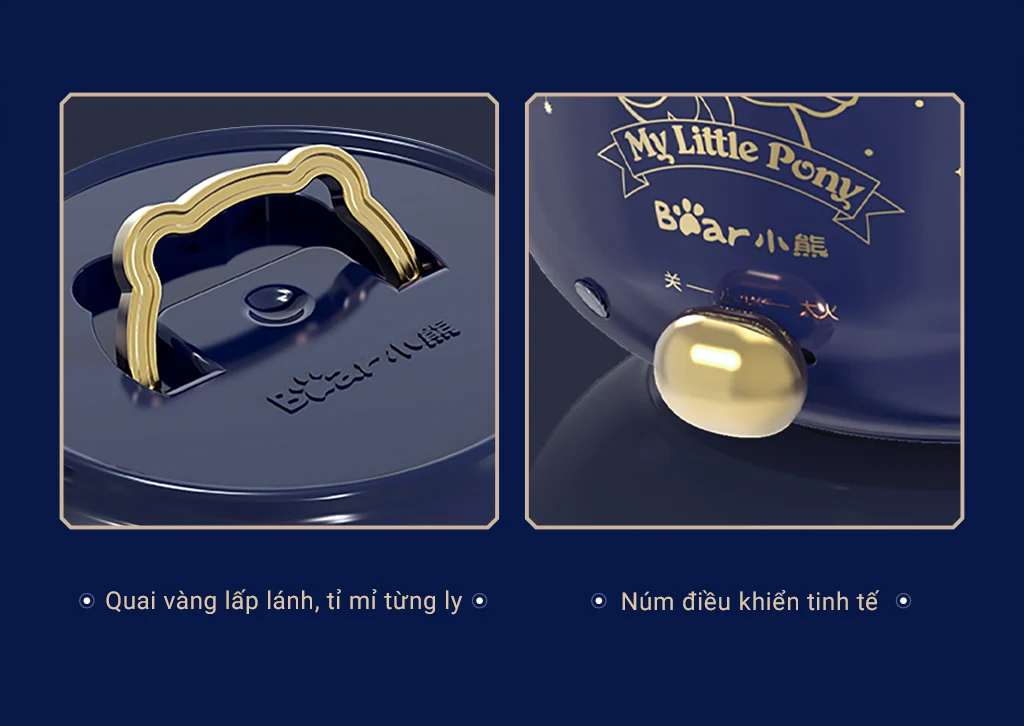 Bear小熊
My Little Pony
Bear小熊
关
大火
Quai vàng lấp lánh, tỉ mỉ từng ly
Núm điều khiển tinh tế